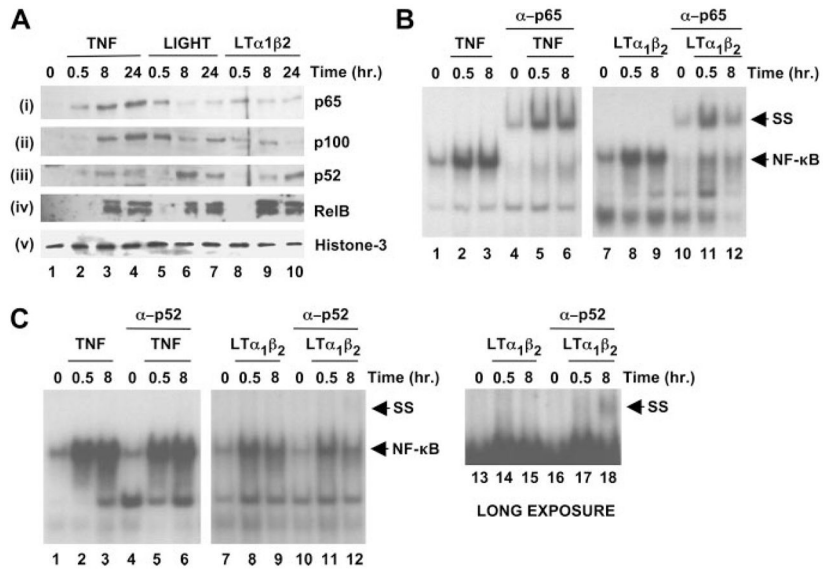 A
TNF LIGHT LTα1β2
0 0.5 8 24 0.5 8 24 0.5 8 24 Time (hr.)
(i) p65
(ii) p100
(iii) p52
(iv) RelB
(v) Histone-3
1 2 3 4 5 6 7 8 9 10
B
α–p65 α–p65
TNF TNF LTα1β2 LTα1β2
0 0.5 8 0 0.5 8 0 0.5 8 0 0.5 8 Time (hr.)
SS
NF-κB
1 2 3 4 5 6 7 8 9 10 11 12
C
α–p52 α–p52 α–p52
TNF TNF LTα1β2 LTα1β2 LTα1β2 LTα1β2
0 0.5 8 0 0.5 8 0 0.5 8 0 0.5 8 Time (hr.) 0 0.5 8 0 0.5 8 Time (hr.)
SS SS
NF-κB
13 14 15 16 17 18
LONG EXPOSURE
1 2 3 4 5 6 7 8 9 10 11 12